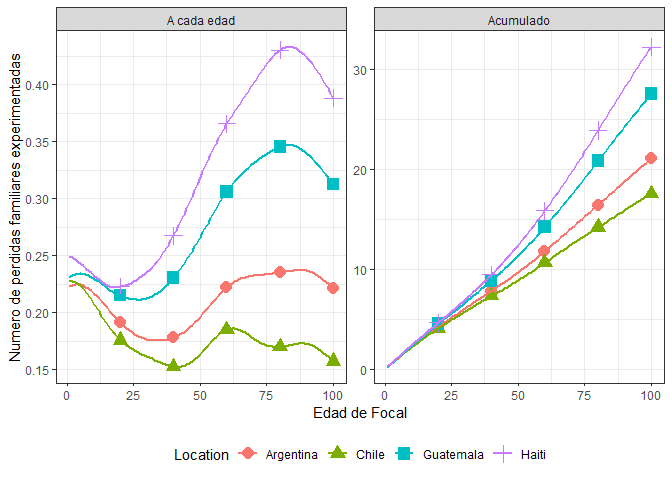 A cada edad
Acumulado
Numero de perdidas familiares experimentadas
0.40
0.35
0.30
0.25
0.20
0.15
30
20
10
0
0 25 50 75 100
0 25 50 75 100
Edad de Focal
Location Argentina Chile Guatemala Haiti